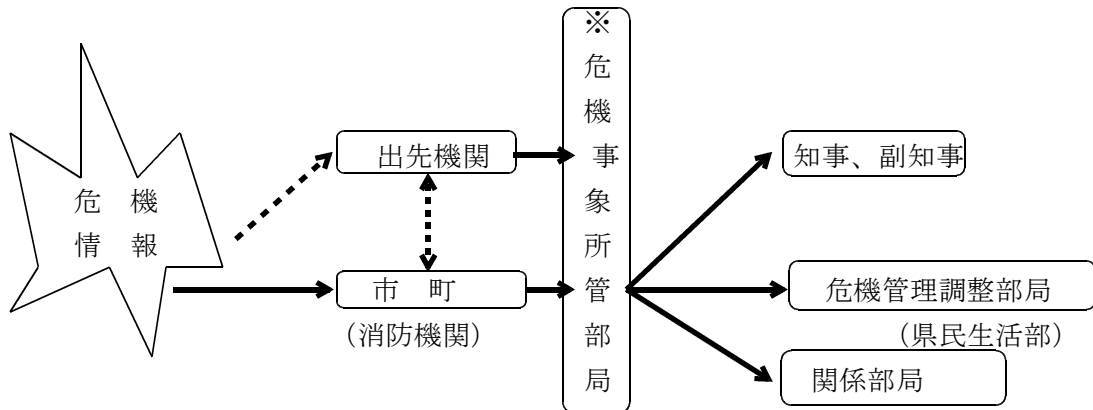 危　機
情　報
出先機関
市　町
（消防機関）
※危機事象所管部局
知事、副知事
危機管理調整部局
（県民生活部）
関係部局